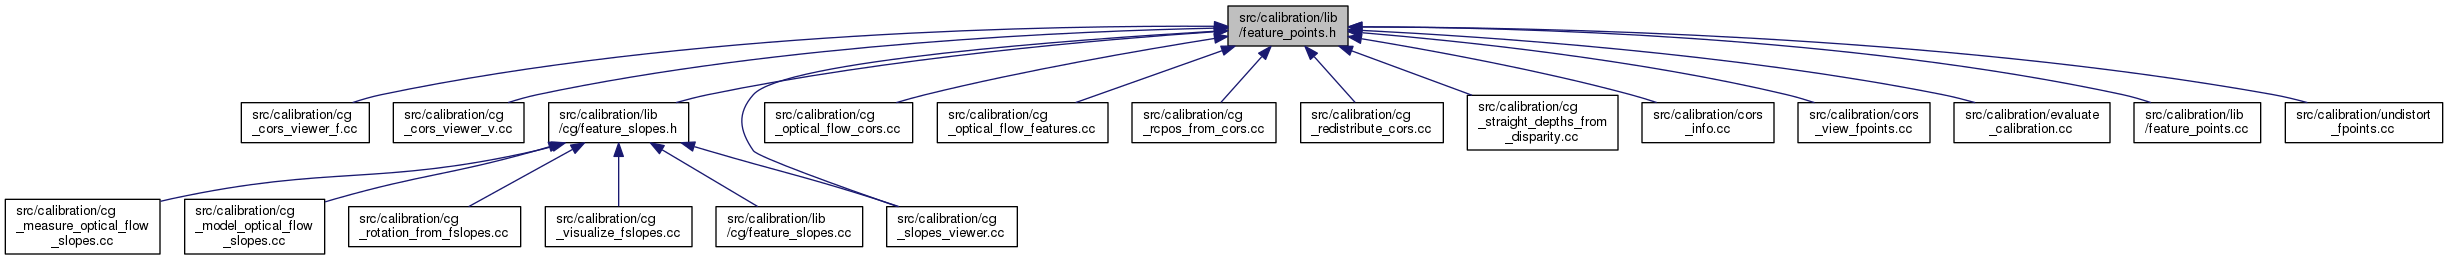 src/calibration/lib
/feature_points.h
src/calibration/cg
_cors_viewer_f.cc
src/calibration/cg
_cors_viewer_v.cc
src/calibration/lib
/cg/feature_slopes.h
src/calibration/cg
_optical_flow_cors.cc
src/calibration/cg
_optical_flow_features.cc
src/calibration/cg
_rcpos_from_cors.cc
src/calibration/cg
_redistribute_cors.cc
src/calibration/cg
_straight_depths_from
_disparity.cc
src/calibration/cors
_info.cc
src/calibration/cors
_view_fpoints.cc
src/calibration/evaluate
_calibration.cc
src/calibration/lib
/feature_points.cc
src/calibration/undistort
_fpoints.cc
src/calibration/cg
_measure_optical_flow
_slopes.cc
src/calibration/cg
_model_optical_flow
_slopes.cc
src/calibration/cg
_rotation_from_fslopes.cc
src/calibration/cg
_visualize_fslopes.cc
src/calibration/lib
/cg/feature_slopes.cc
src/calibration/cg
_slopes_viewer.cc